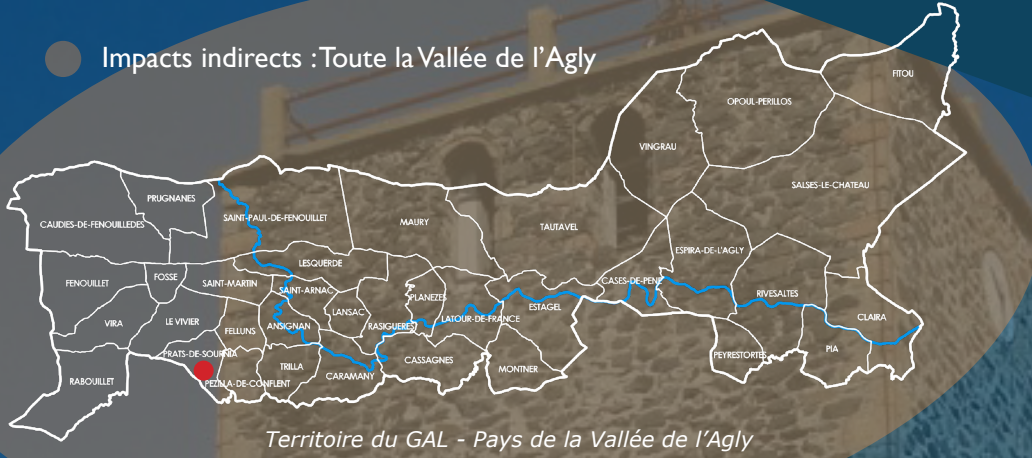 Impacts indirects : Toute la Vallée de l'Agly
FITOU
OPOUL-PERILLOS
VINGRAU
SALSES-LE-CHATEAU
PRUGNANES
CAUDIES-DE-FENOUILLEDES
SAINT-PAUL-DE-FENOUILLET
MAURY
TAUTAVEL
ESPIRA-DE-L'AGLY
LESQUERDE
FENOUILLET
FOSSE
SAINT-MARTIN
SAINT-ARNAC
CASES-DE-PENE
RIVESALTES
PLANEZES
LANSAC
LATOUR-DE-FRANCE
ESTAGEL
CLAIRA
VIRA
LE VIVIER
FELLUNS
ANSIGNAN
RASIGUERES
PRATS-DE-SOURNIA
TRILLA
CASSAGNES
PEYRESTORTES
PIA
RABOUILLET
PEZILLA-DE-CONFLENT
CARAMANY
MONTNER
Territoire du GAL - Pays de la Vallée de l'Agly